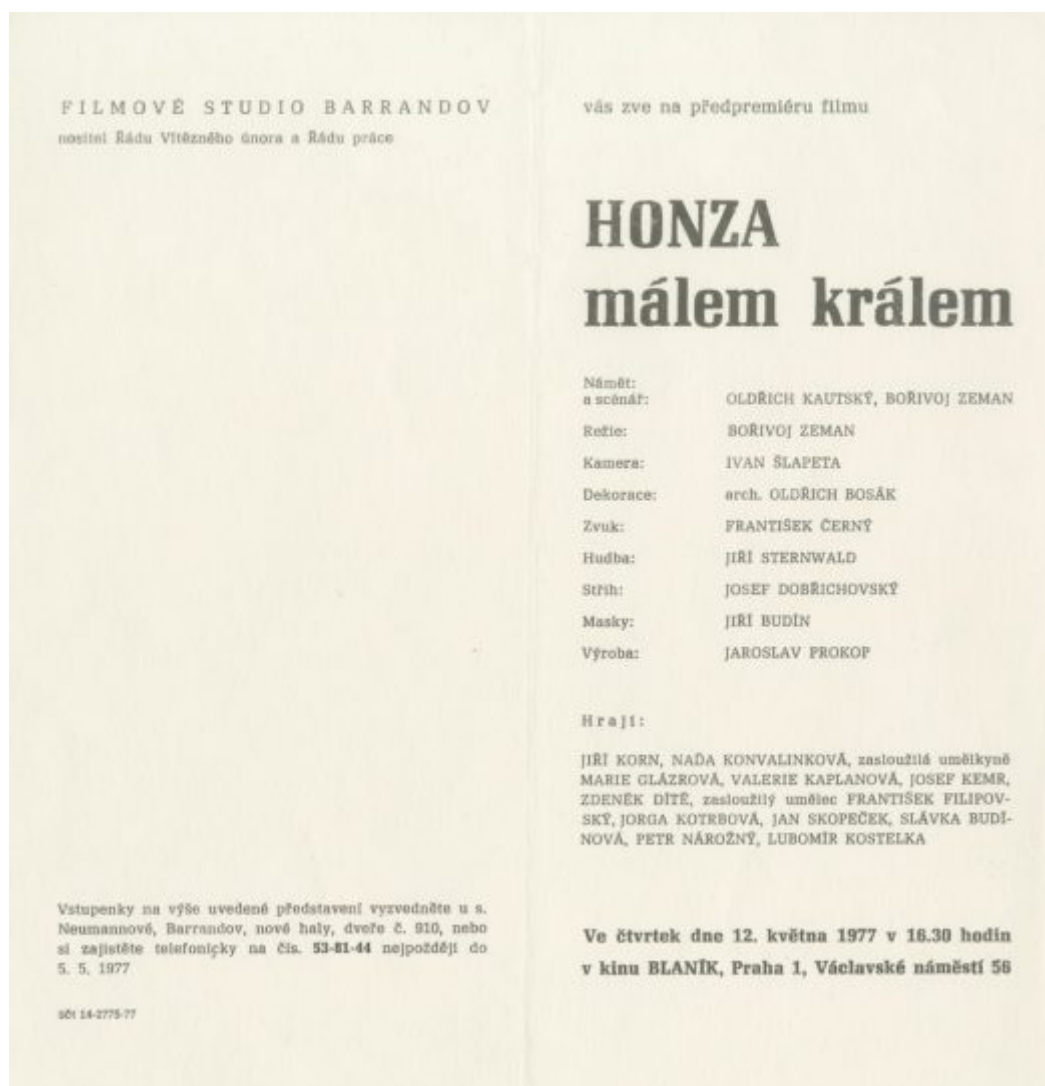 FILMOVÉ STUDIO BARRANDOV
nositel Řádu Vítězného února a Řádu práce
Vstupenky na výše uvedené představení vyzvedněte u s.
Neumannové, Barrandov, nové haly, dveře č. 910, nebo
si zajistěte telefonicky na čís. 53-81-44 nejpozději do
5. 5. 1977
Sčt 14-2775-77
vás zve na předpremiéru filmu
HONZA
málem králem
Námět:
a scénář: OLDŘICH KAUTSKÝ, BOŘIVOJ ZEMAN
Režie: BOŘIVOJ ZEMAN
Kamera: IVAN ŠLAPETA
Dekorace: arch. OLDŘICH BOSÁK
Zvuk: FRANTIŠEK ČERNÝ
Hudba: JIŘÍ STERNWALD
Střih: JOSEF DOBŘICHOVSKÝ
Masky: JIŘÍ BUDÍN
Výroba: JAROSLAV PROKOP
Hrají:
JIŘÍ KORN, NAĎA KONVALINKOVÁ, zasloužilá umělkyně
MARIE GLÁZROVÁ, VALERIE KAPLANOVÁ, JOSEF KEMR,
ZDENĚK DÍTĚ, zasloužilý umělec FRANTIŠEK FILIPOV-
SKÝ, JORGA KOTRBOVÁ, JAN SKOPEČEK, SLÁVKA BUDÍ-
NOVÁ, PETR NÁROŽNÝ, LUBOMÍR KOSTELKA
Ve čtvrtek dne 12. května 1977 v 16.30 hodin
v kinu BLANÍK, Praha 1, Václavské náměstí 56